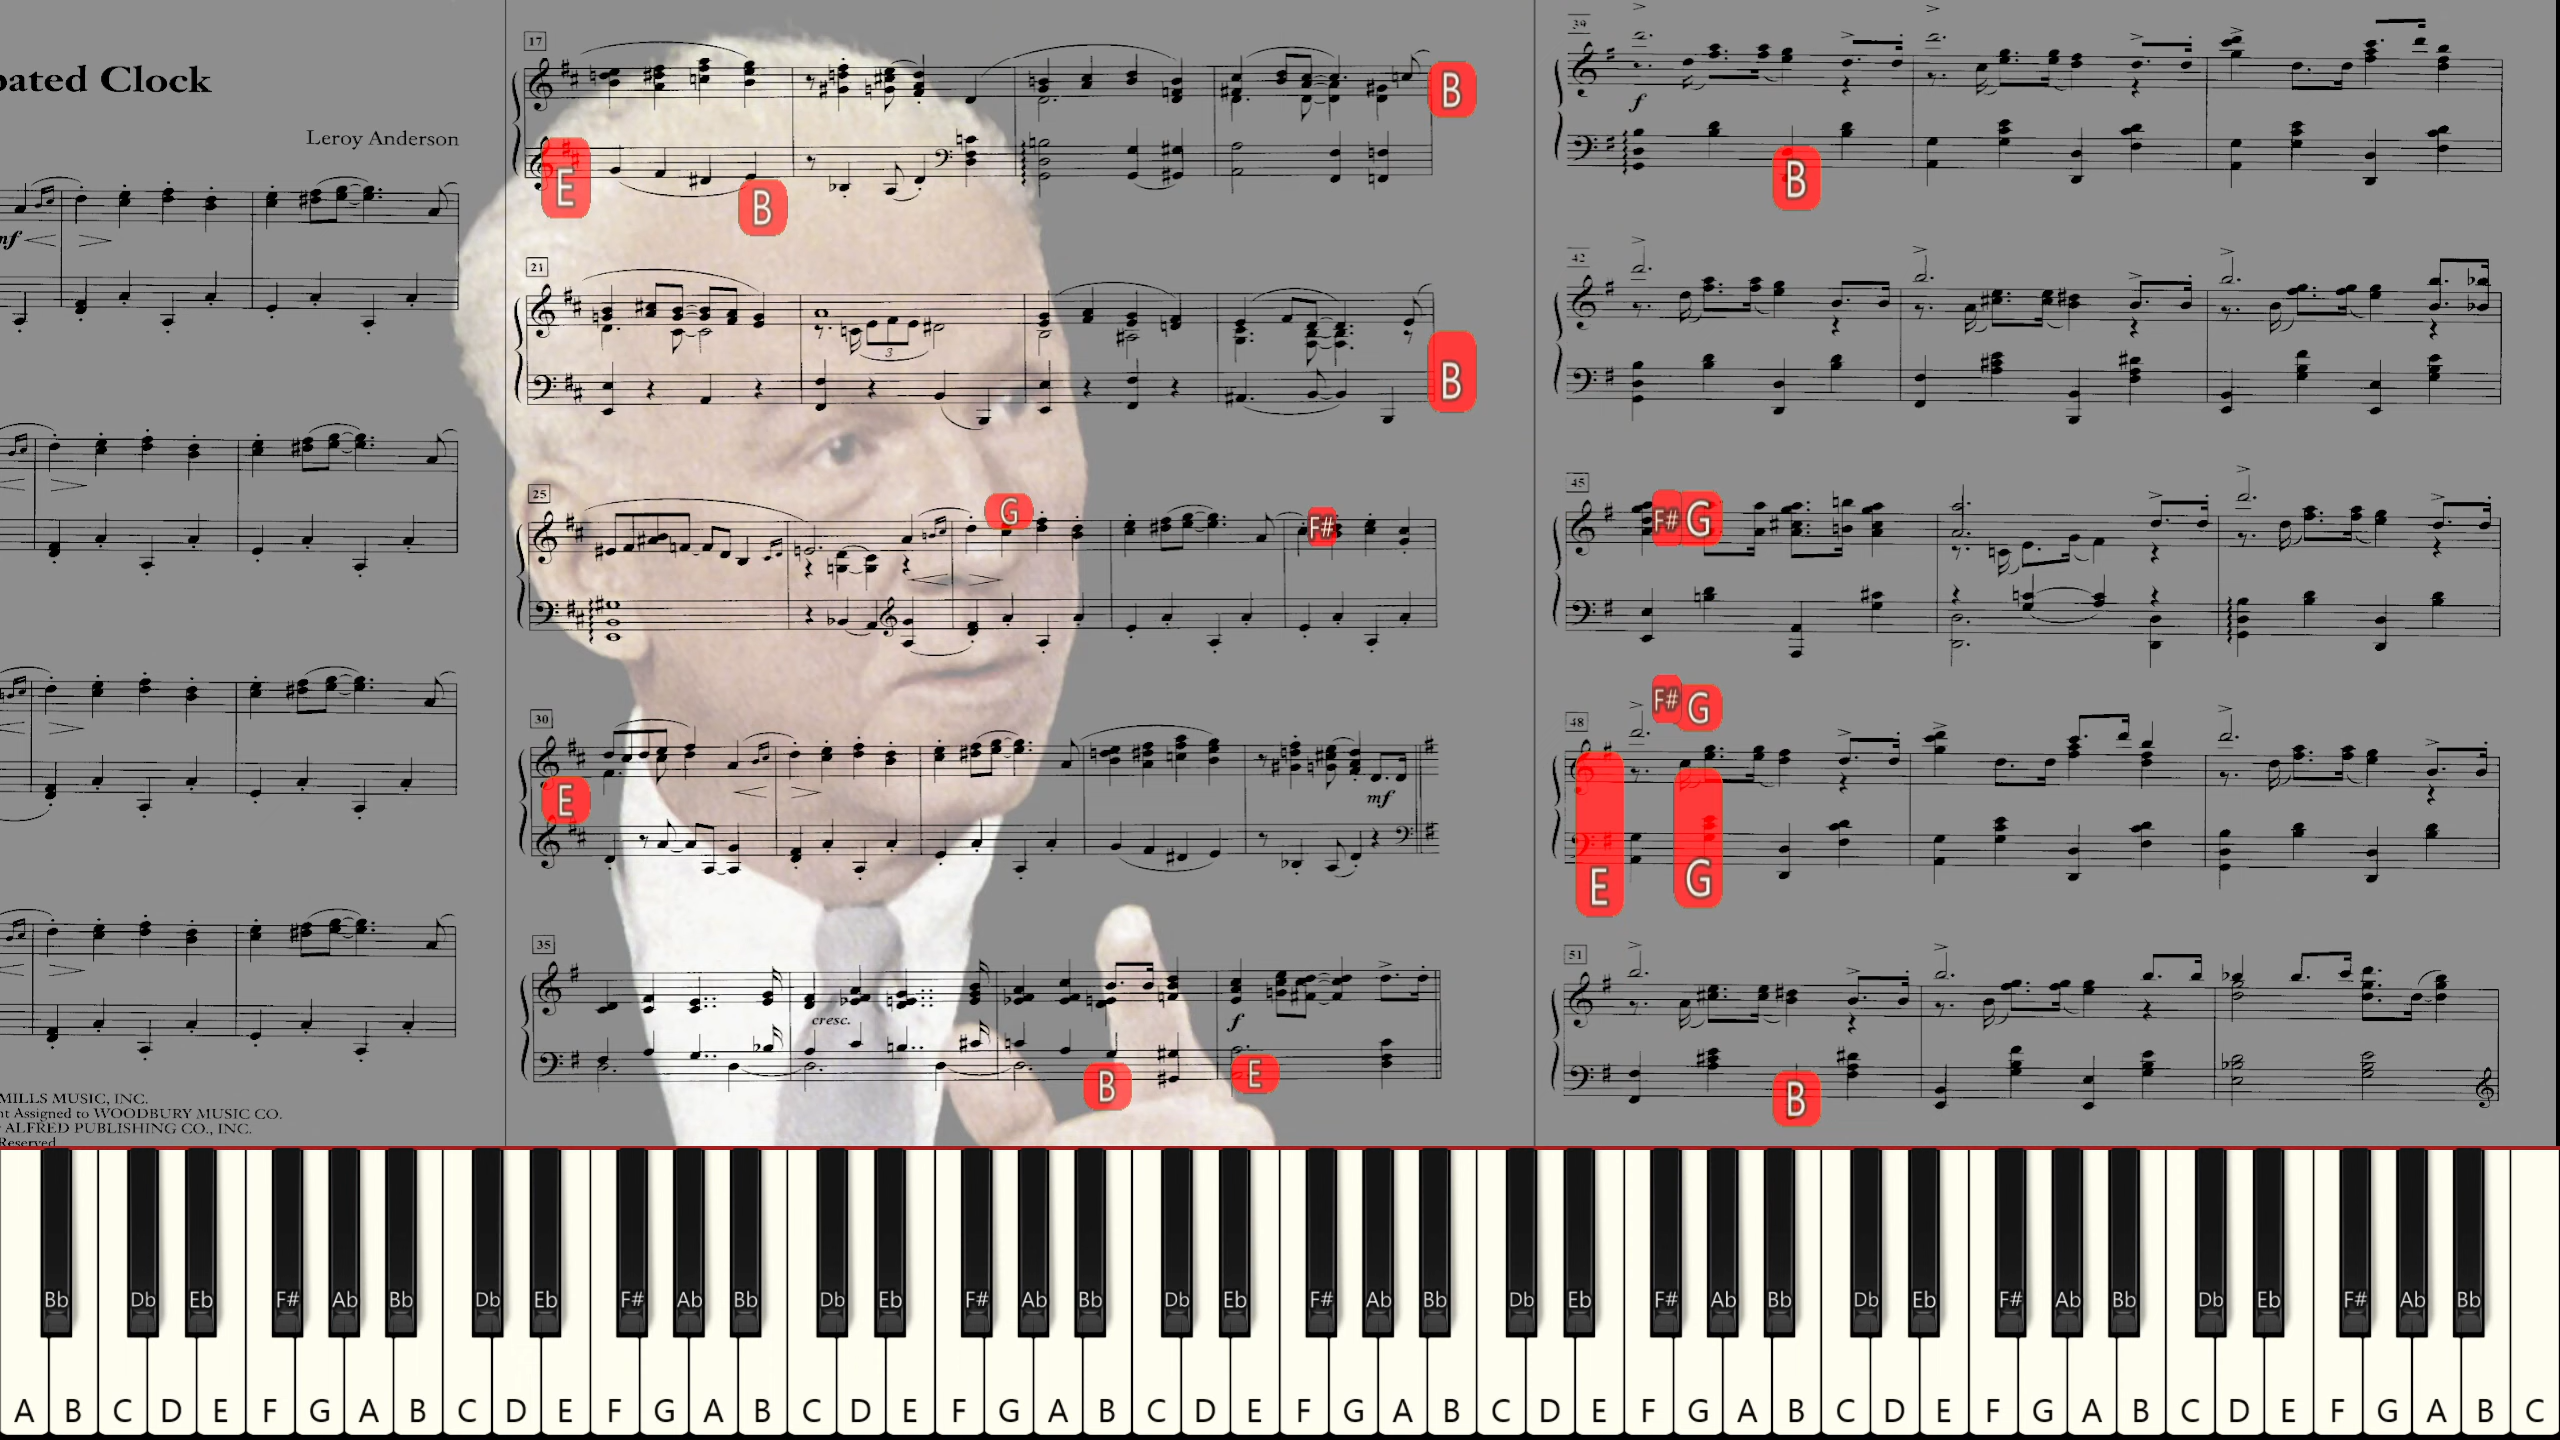 pated Clock
Leroy Anderson
17
B
E
B
mf
21
B
25
G
F#
30
E
mf
35
cresc.
f
B
E
MILLS MUSIC, INC.
nt Assigned to WOODBURY MUSIC CO.
ALFRED PUBLISHING CO., INC.
Reserved
39
f
B
42
45
F# G
F# G
48
E G
51
B
3
Bb Db Eb F# Ab Bb Db Eb F# Ab Bb Db Eb F# Ab Bb Db Eb F# Ab Bb Db Eb F# Ab Bb Db Eb F# Ab Bb Db Eb F# Ab Bb
A B C D E F G A B C D E F G A B C D E F G A B C D E F G A B C D E F G A B C D E F G A B C D E F G A B C